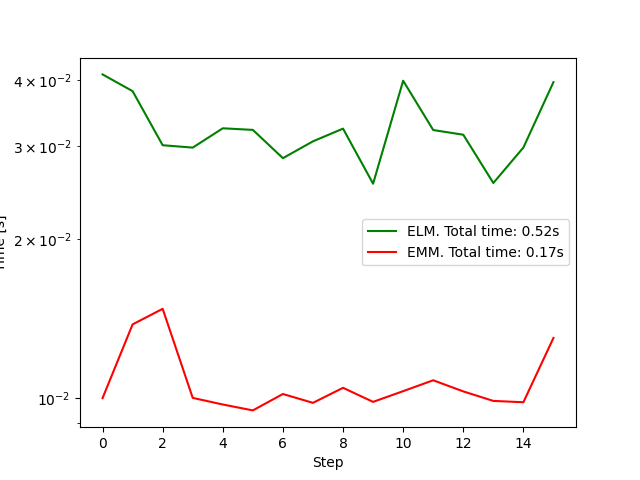 4 × 10⁻²
3 × 10⁻²
2 × 10⁻²
10⁻²
Time [s]
ELM. Total time: 0.52s
EMM. Total time: 0.17s
0 2 4 6 8 10 12 14
Step